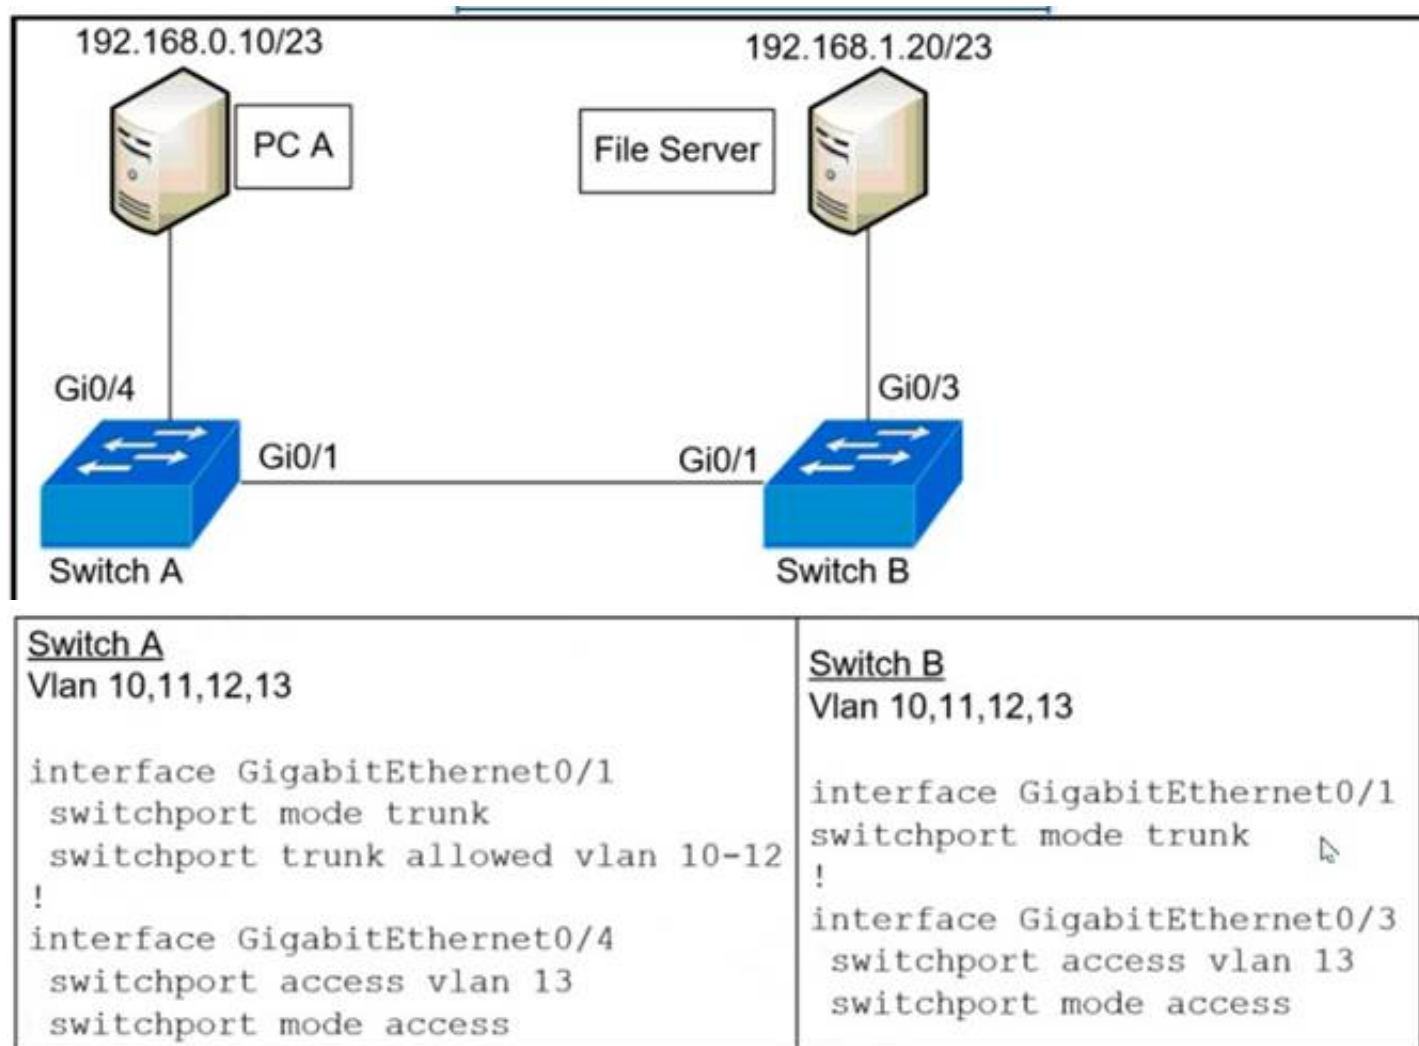 192.168.0.10/23
192.168.1.20/23
PC A
File Server
Gi0/4
Gi0/3
Gi0/1
Gi0/1
Switch A
Switch B
Switch A
Vlan 10,11,12,13
interface GigabitEthernet0/1
switchport mode trunk
switchport trunk allowed vlan 10-12
!
interface GigabitEthernet0/4
switchport access vlan 13
switchport mode access
Switch B
Vlan 10,11,12,13
interface GigabitEthernet0/1
switchport mode trunk
!
interface GigabitEthernet0/3
switchport access vlan 13
switchport mode access